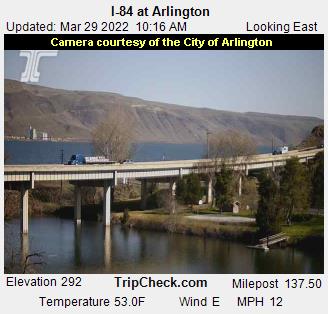 I-84 at Arlington
Updated: Mar 29 2022 10:16 AM Looking East
Camera courtesy of the City of Arlington
Elevation 292 TripCheck.com Milepost 137.50
Temperature 53.0F Wind E MPH 12